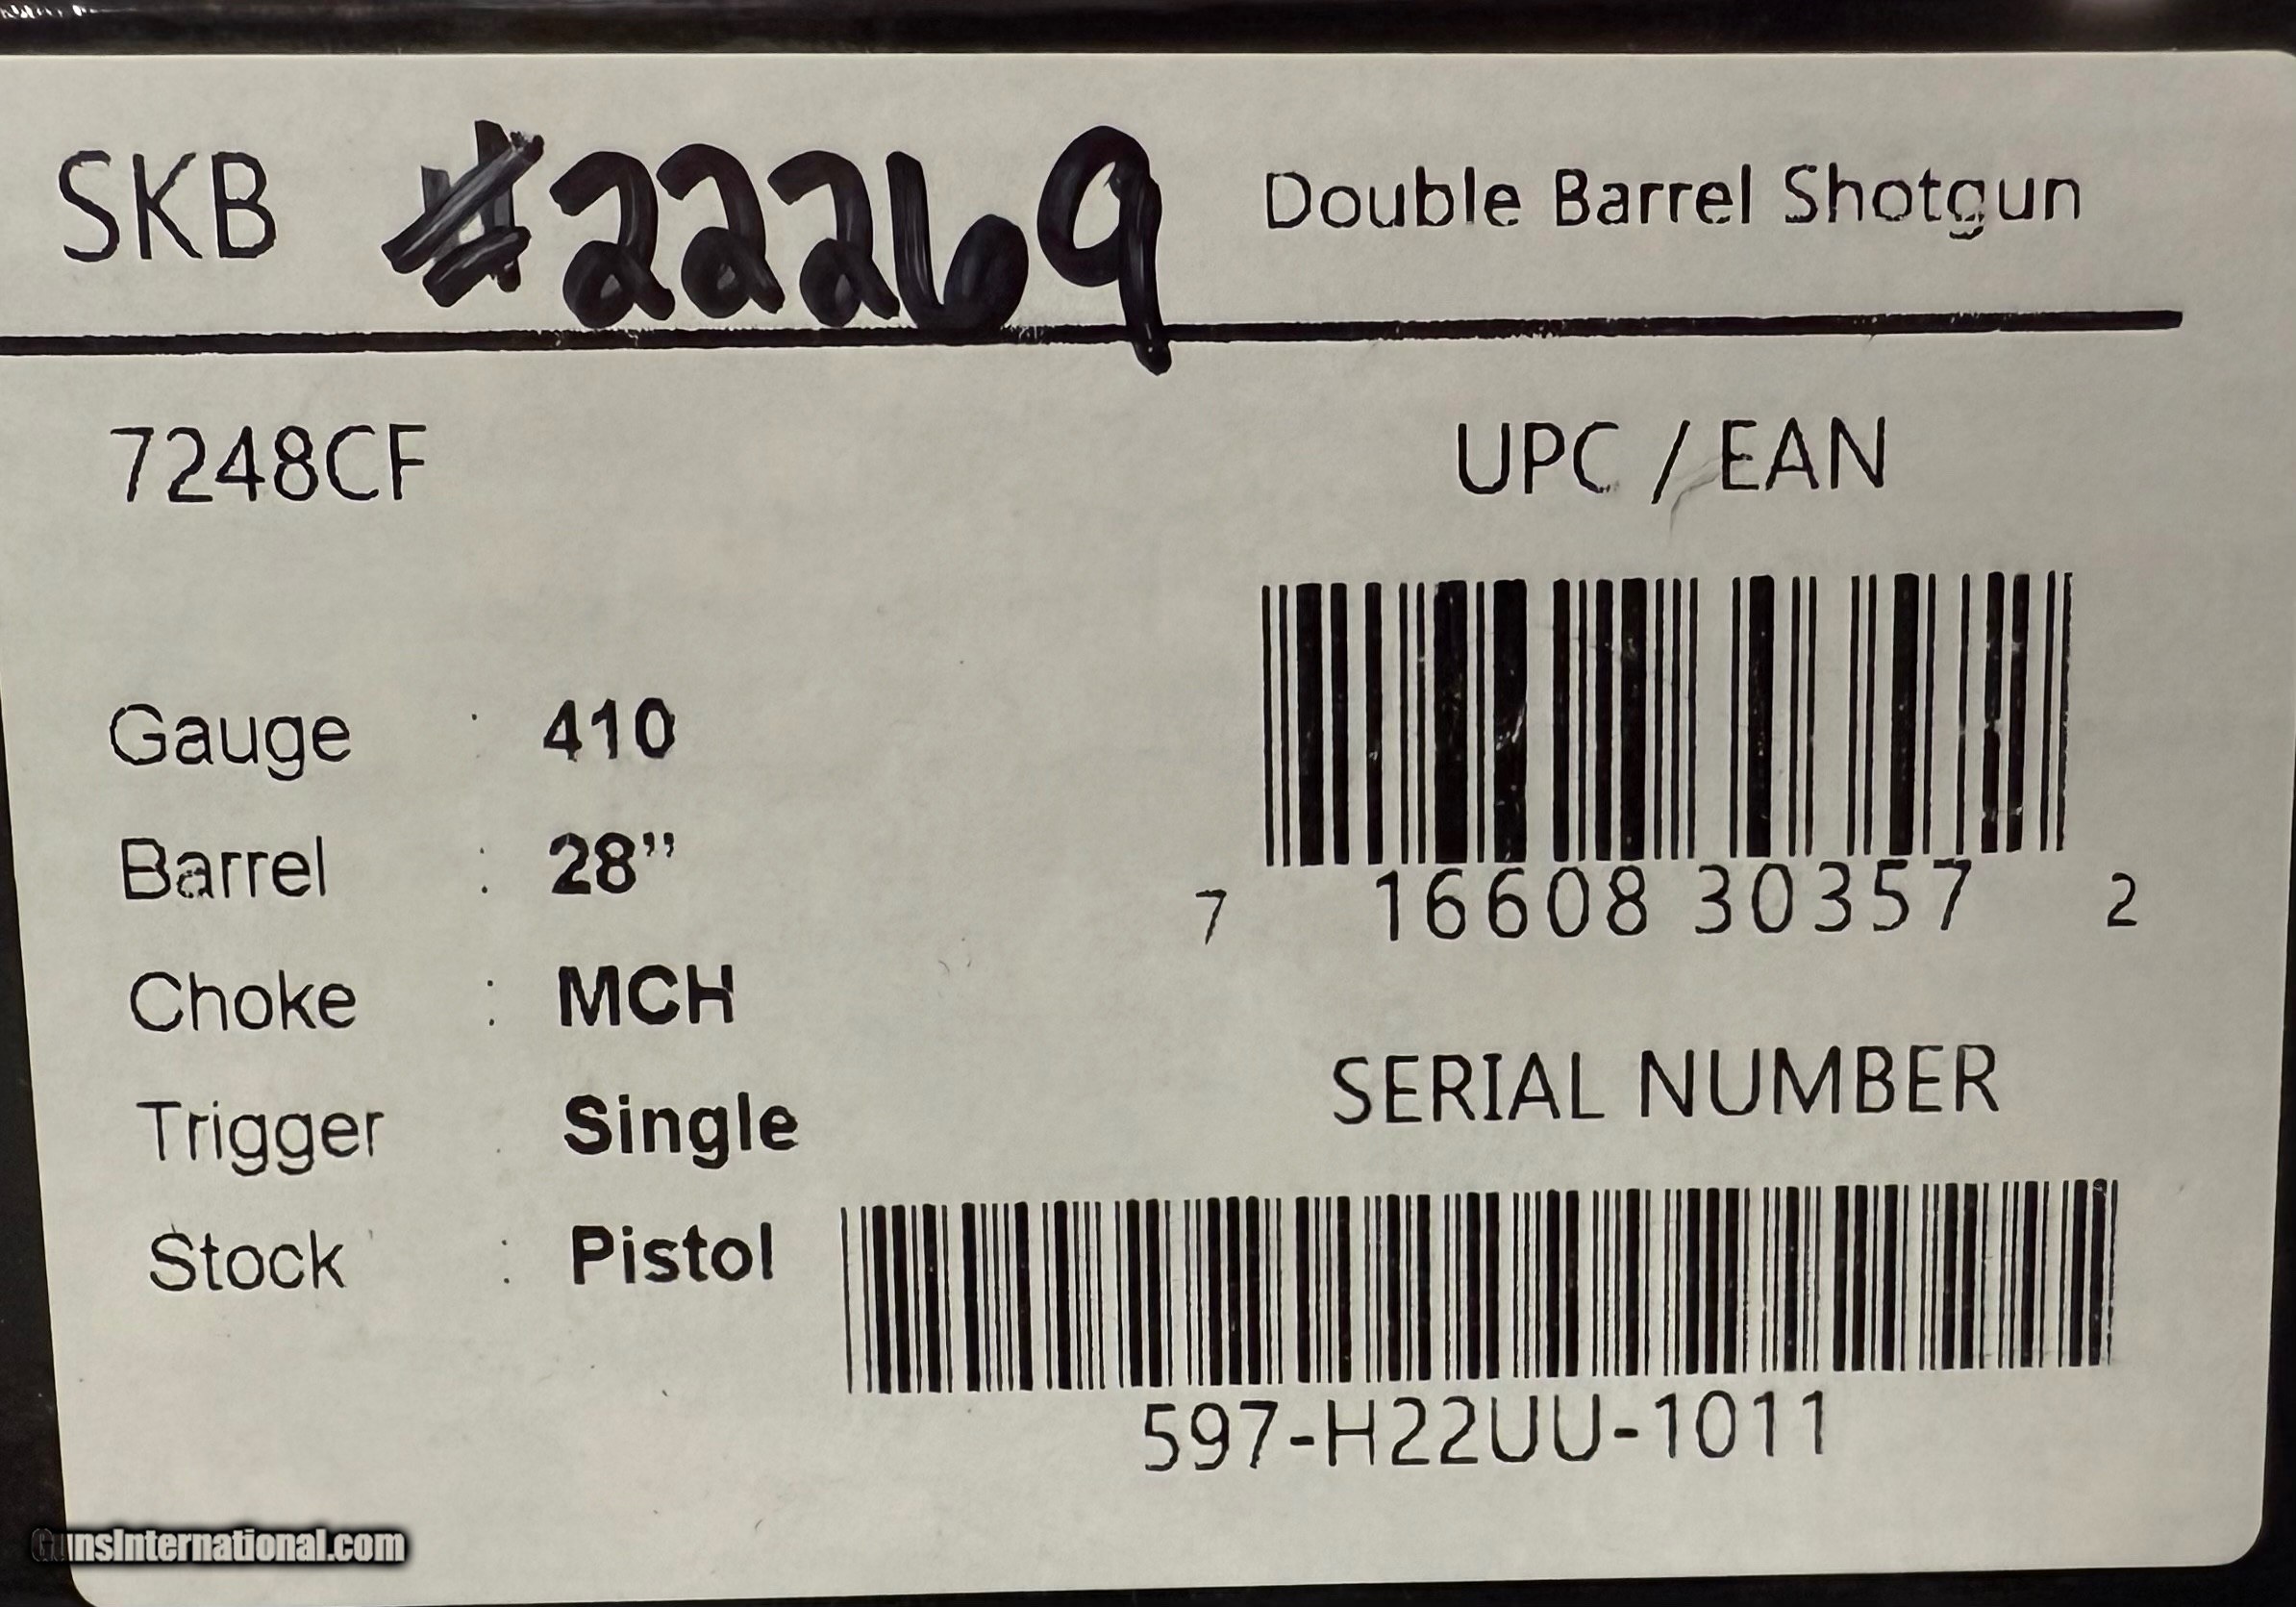 SKB #22269 Double Barrel Shotgun
7248CF
UPC / EAN
7 16608 30357 2
Gauge : 410
Barrel : 28”
Choke : MCH
Trigger : Single
Stock : Pistol
SERIAL NUMBER
597-H22UU-1011
GunsInternational.com